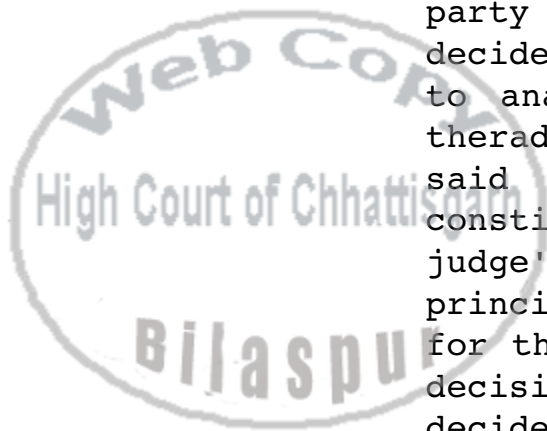 Web Copy
High Court of Chhattisgarh
Bilaspur
party
decide
to ana
therad
said
consti
judge'
princi
for th
decisi
decide